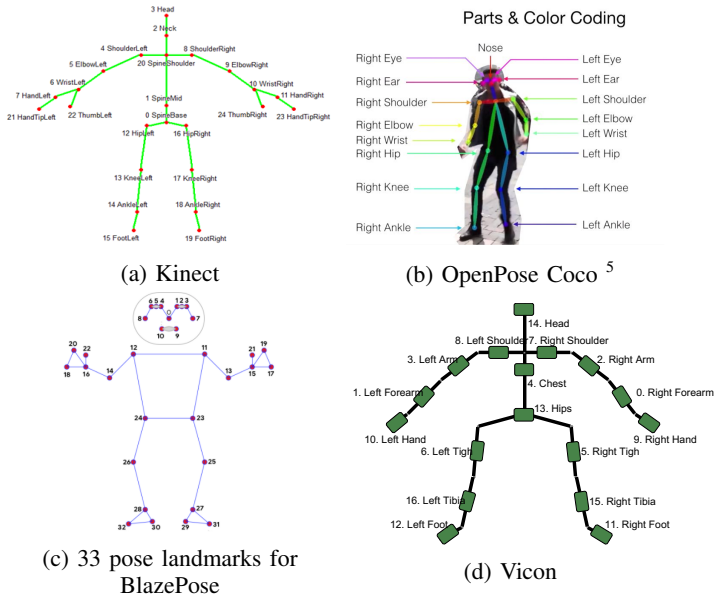 3 Head
2 Neck
4 ShoulderLeft 8 ShoulderRight
20 SpineShoulder
5 ElbowLeft 9 ElbowRight
6 WristLeft 10 WristRight
7 HandLeft 11 HandRight
21 HandTipLeft 22 ThumbLeft 24 ThumbRight 23 HandTipRight
1 SpineMid
0 SpineBase
12 HipLeft 16 HipRight
13 KneeLeft 17 KneeRight
14 AnkleLeft 18 AnkleRight
15 FootLeft 19 FootRight
(a) Kinect
Parts & Color Coding
Nose
Right Eye Left Eye
Right Ear Left Ear
Right Shoulder Left Shoulder
Right Elbow Left Elbow
Right Wrist Left Wrist
Right Hip Left Hip
Right Knee Left Knee
Right Ankle Left Ankle
(b) OpenPose Coco 5
6 5 4 1 2 3
8 0 7
10 9
20 22 12 11 21 19
18 16 14 13 15 17
24 23
26 25
28 27
32 30 29 31
(c) 33 pose landmarks for
BlazePose
14. Head
8. Left Shoulder 7. Right Shoulder
3. Left Arm 2. Right Arm
4. Chest
1. Left Forearm 0. Right Forearm
13. Hips
10. Left Hand 9. Right Hand
6. Left Tigh 5. Right Tigh
16. Left Tibia 15. Right Tibia
12. Left Foot 11. Right Foot
(d) Vicon